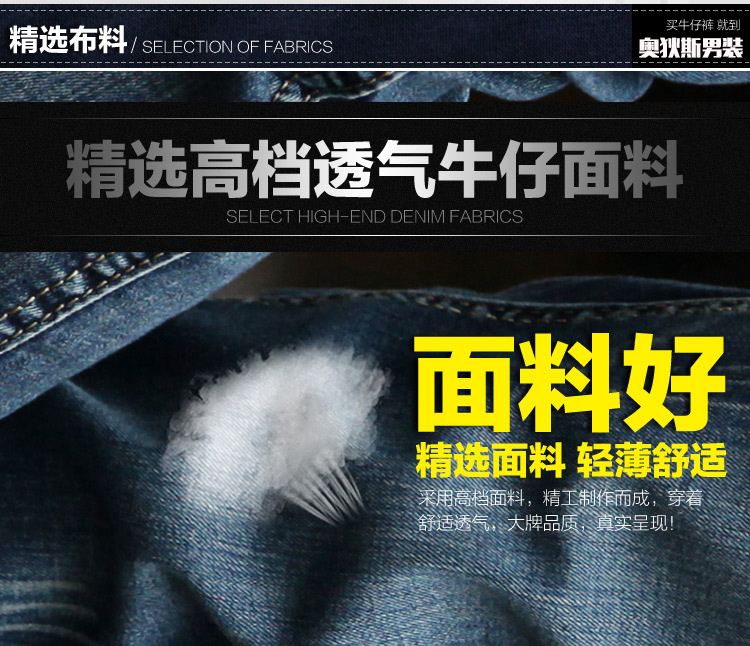 精选布料/ SELECTION OF FABRICS
买牛仔裤 就到
奥狄斯男装
精选高档透气牛仔面料
SELECT HIGH-END DENIM FABRICS
面料好
精选面料 轻薄舒适
采用高档面料，精工制作而成，穿着
舒适透气，大牌品质，真实呈现！